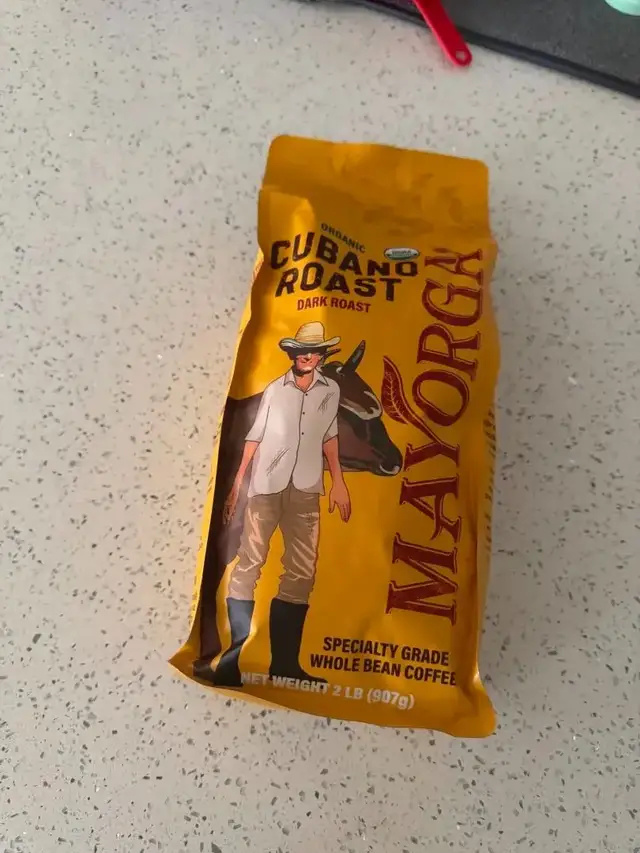 ORGANIC
CUBANO
ROAST
DARK ROAST
MAYORGA
SPECIALTY GRADE
WHOLE BEAN COFFEE
NET WEIGHT 2 LB (907g)